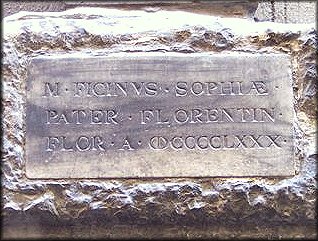 M · FICINVS · SOPHIÆ ·
PATER · FLORENTIN ·
FLOR · A · ↀCCCCLXXX ·